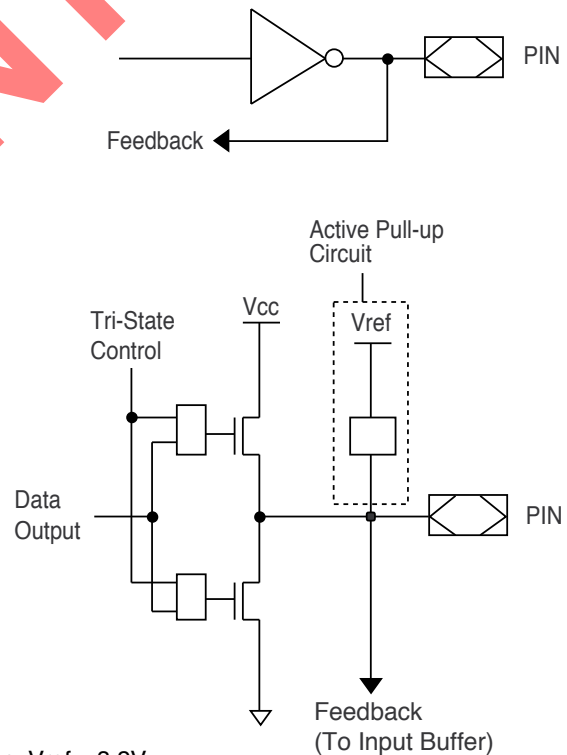 PIN
Feedback
Active Pull-up
Circuit
Vcc
Vref
Tri-State
Control
Data
Output
PIN
Feedback
(To Input Buffer)